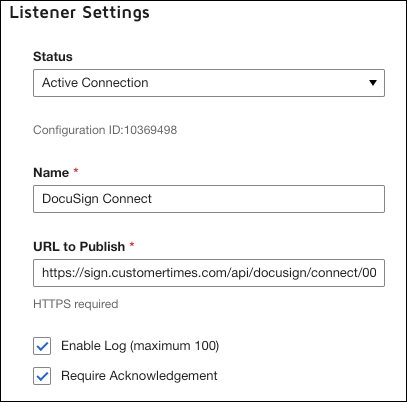 Listener Settings
Status
Active Connection
Configuration ID:10369498
Name *
DocuSign Connect
URL to Publish *
https://sign.customertimes.com/api/docusign/connect/00
HTTPS required
Enable Log (maximum 100)
Require Acknowledgement